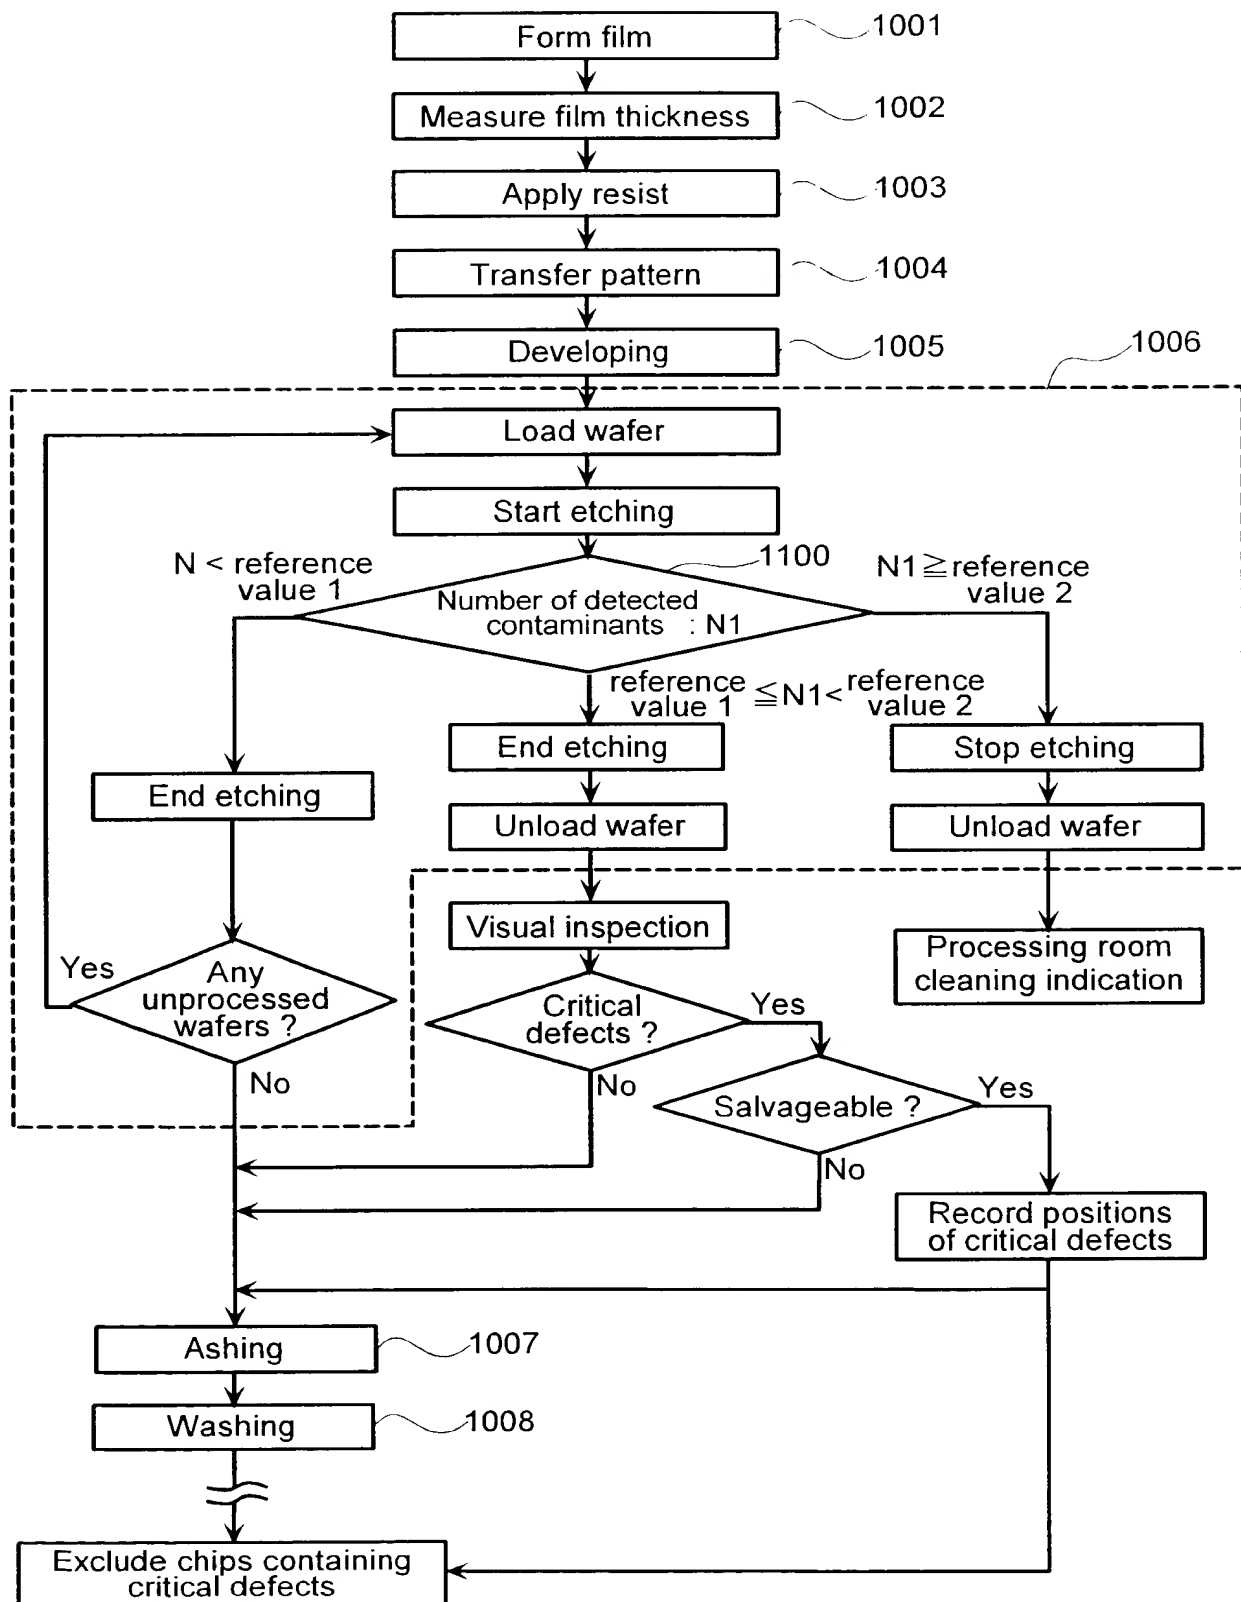 Form film
1001
Measure film thickness
1002
Apply resist
1003
Transfer pattern
1004
Developing
1005
1006
Load wafer
Start etching
1100
N < reference
value 1
Number of detected
contaminants : N1
N1≧reference
value 2
reference
value 1 ≦N1< reference
value 2
End etching
Stop etching
End etching
Unload wafer
Unload wafer
Visual inspection
Processing room
cleaning indication
Yes
Any
unprocessed
wafers ?
No
Critical
defects ?
Yes
No
Salvageable ?
Yes
No
Record positions
of critical defects
Ashing
1007
Washing
1008
Exclude chips containing
critical defects